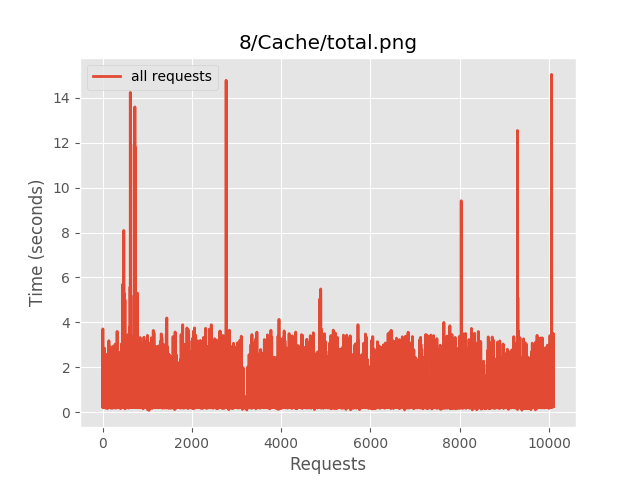 8/Cache/total.png
all requests
14
12
10
8
6
4
2
0
Time (seconds)
0 2000 4000 6000 8000 10000
Requests